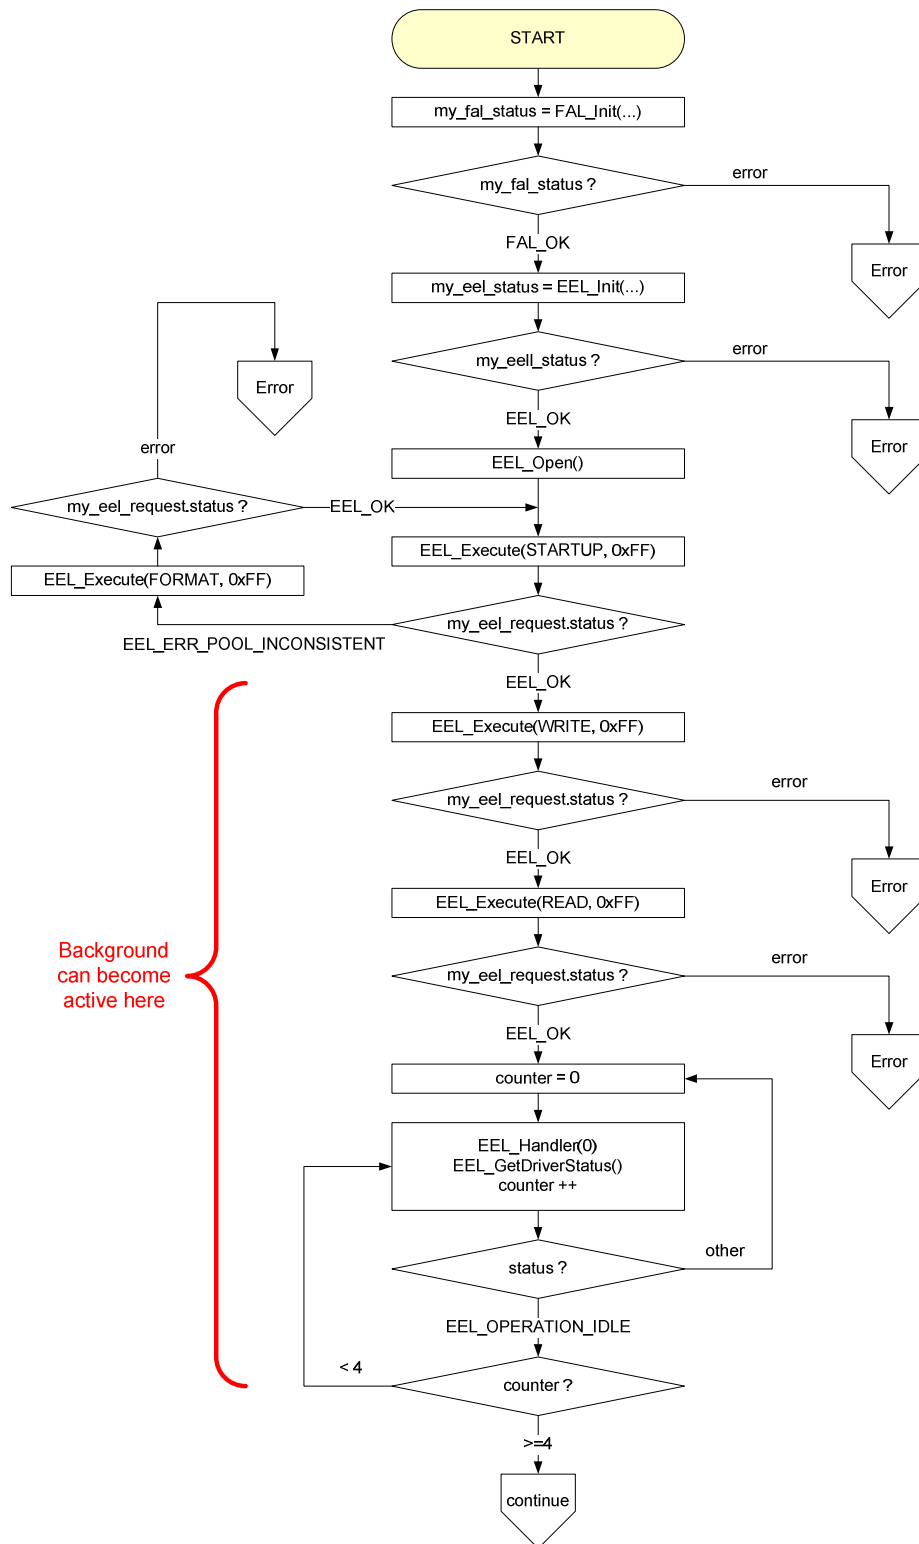 START
my_fal_status = FAL_Init(...)
my_fal_status ?
error
Error
FAL_OK
my_eel_status = EEL_Init(...)
my_eell_status ?
error
Error
EEL_OK
EEL_Open()
Error
error
my_eel_request.status ?
EEL_OK
EEL_Execute(STARTUP, 0xFF)
EEL_Execute(FORMAT, 0xFF)
my_eel_request.status ?
EEL_ERR_POOL_INCONSISTENT
EEL_OK
EEL_Execute(WRITE, 0xFF)
my_eel_request.status ?
error
Error
EEL_OK
EEL_Execute(READ, 0xFF)
my_eel_request.status ?
error
Error
Background
can become
active here
EEL_OK
counter = 0
EEL_Handler(0)
EEL_GetDriverStatus()
counter ++
status ?
other
EEL_OPERATION_IDLE
< 4
counter ?
>=4
continue